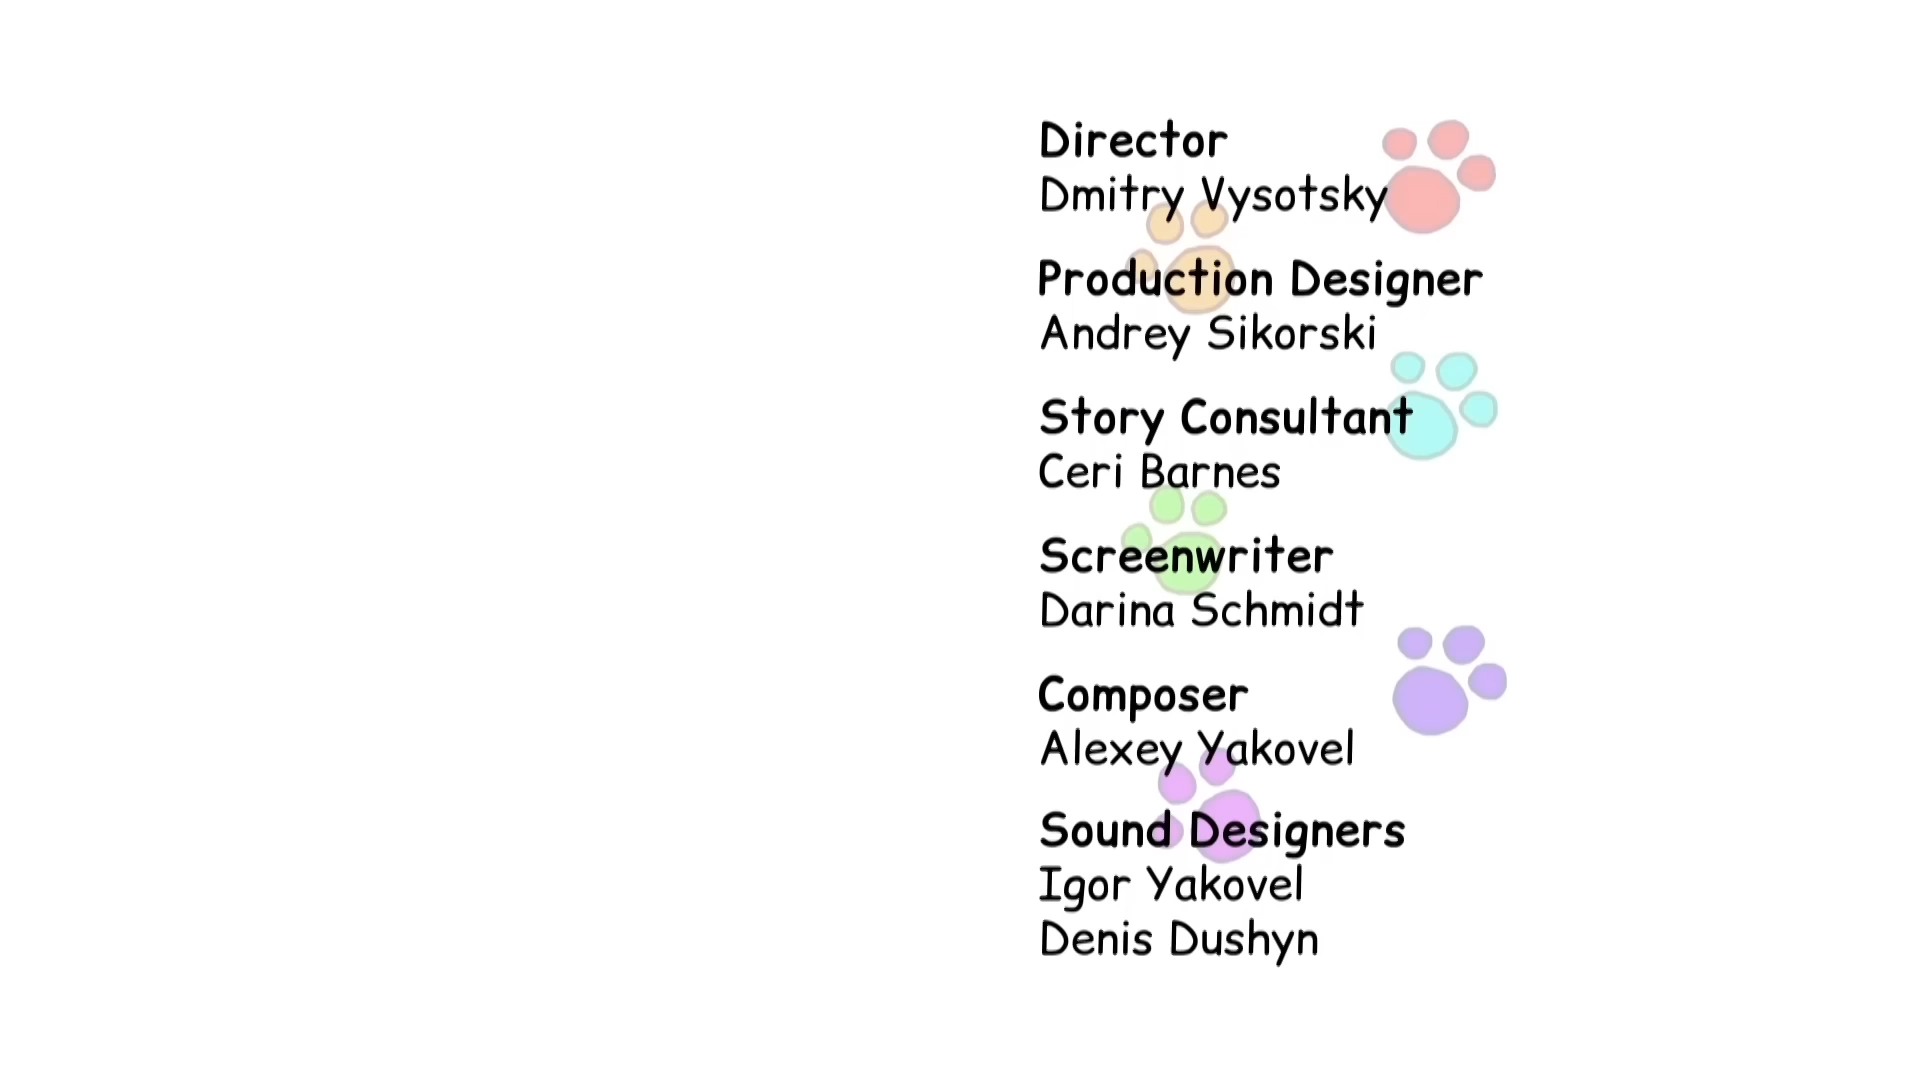 Director
Dmitry Vysotsky
Production Designer
Andrey Sikorski
Story Consultant
Ceri Barnes
Screenwriter
Darina Schmidt
Composer
Alexey Yakovel
Sound Designers
Igor Yakovel
Denis Dushyn